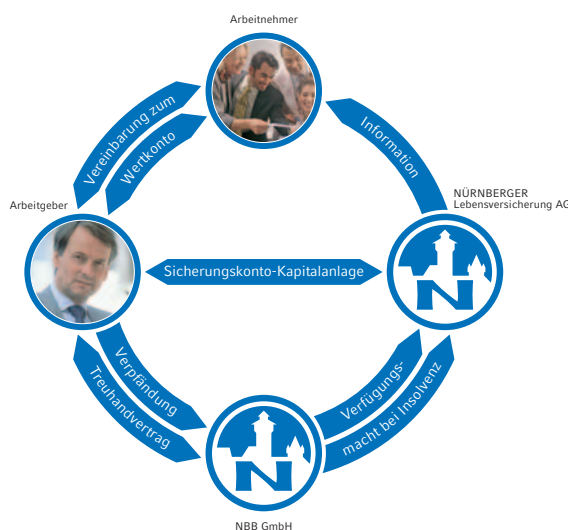 Arbeitnehmer
Vereinbarung zum
Wertkonto
Information
Arbeitgeber
NÜRNBERGER
Lebensversicherung AG
Sicherungskonto-Kapitalanlage
Verpfändung
Treuhandvertrag
Verfügungs-
macht bei Insolvenz
N
N
NBB GmbH